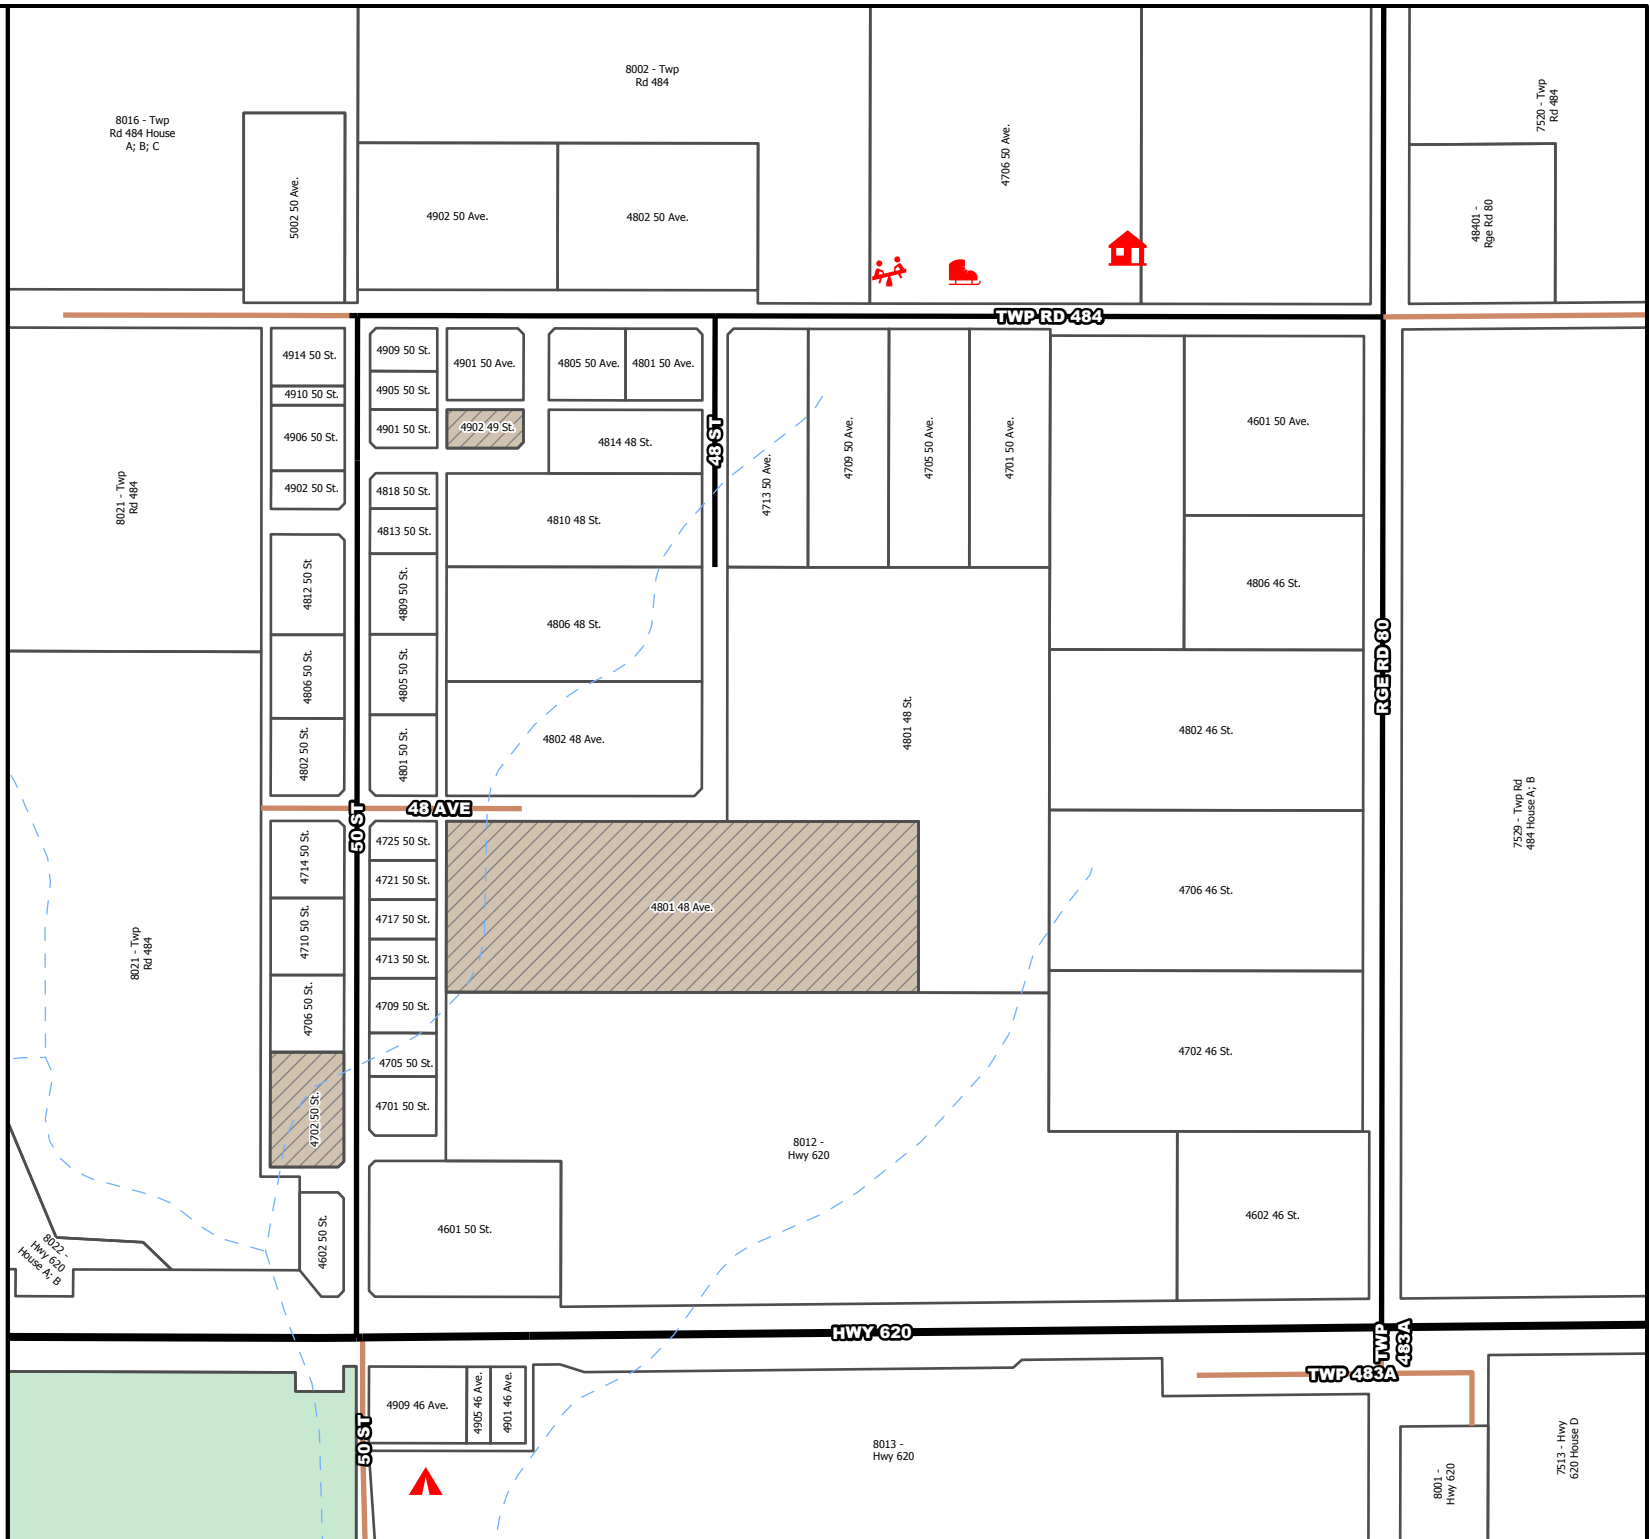 8002 - Twp
Rd 484
8016 - Twp
Rd 484 House
A; B; C
5002 50 Ave.
4902 50 Ave.
4802 50 Ave.
4706 50 Ave.
7520 - Twp
Rd 484
48401 -
Rge Rd 80
TWP RD 484
4914 50 St.
4910 50 St.
4906 50 St.
4902 50 St.
4909 50 St.
4905 50 St.
4901 50 St.
4901 50 Ave.
4902 49 St.
4805 50 Ave.
4801 50 Ave.
4814 48 St.
48 ST
4713 50 Ave.
4709 50 Ave.
4705 50 Ave.
4701 50 Ave.
4601 50 Ave.
4806 46 St.
8021 - Twp
Rd 484
4818 50 St.
4813 50 St.
4810 48 St.
4812 50 St
4809 50 St.
4806 48 St.
4806 50 St.
4805 50 St.
RGE RD 80
4802 50 St.
4801 50 St.
4802 48 Ave.
4801 48 St.
4802 46 St.
48 AVE
50 ST
7529 - Twp Rd
484 House A; B
4714 50 St.
4725 50 St.
4721 50 St.
4717 50 St.
4713 50 St.
4709 50 St.
4705 50 St.
4701 50 St.
4801 48 Ave.
4706 46 St.
4710 50 St.
8021 - Twp
Rd 484
4706 50 St.
4702 50 St.
4702 46 St.
8012 -
Hwy 620
4601 50 St.
4602 50 St.
4602 46 St.
8022 -
Hwy 620
House A; B
HWY 620
TWP
483A
TWP 483A
50 ST
4909 46 Ave.
4905 46 Ave.
4901 46 Ave.
8013 -
Hwy 620
8001 -
Hwy 620
7513 - Hwy
620 House D